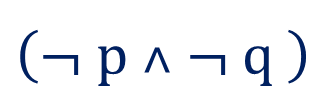 (¬ p ∧ ¬ q )